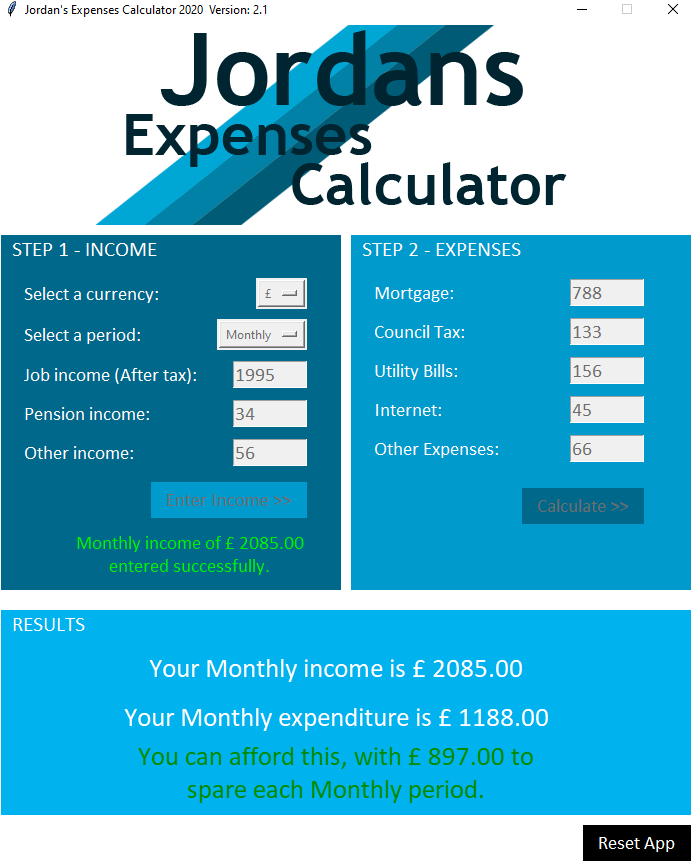 Jordan's Expenses Calculator 2020  Version: 2.1
Jordans
Expenses
Calculator
STEP 1 - INCOME
Select a currency: £
Select a period: Monthly
Job income (After tax): 1995
Pension income: 34
Other income: 56
Enter Income >>
Monthly income of £ 2085.00
entered successfully.
STEP 2 - EXPENSES
Mortgage: 788
Council Tax: 133
Utility Bills: 156
Internet: 45
Other Expenses: 66
Calculate >>
RESULTS
Your Monthly income is £ 2085.00
Your Monthly expenditure is £ 1188.00
You can afford this, with £ 897.00 to
spare each Monthly period.
Reset App